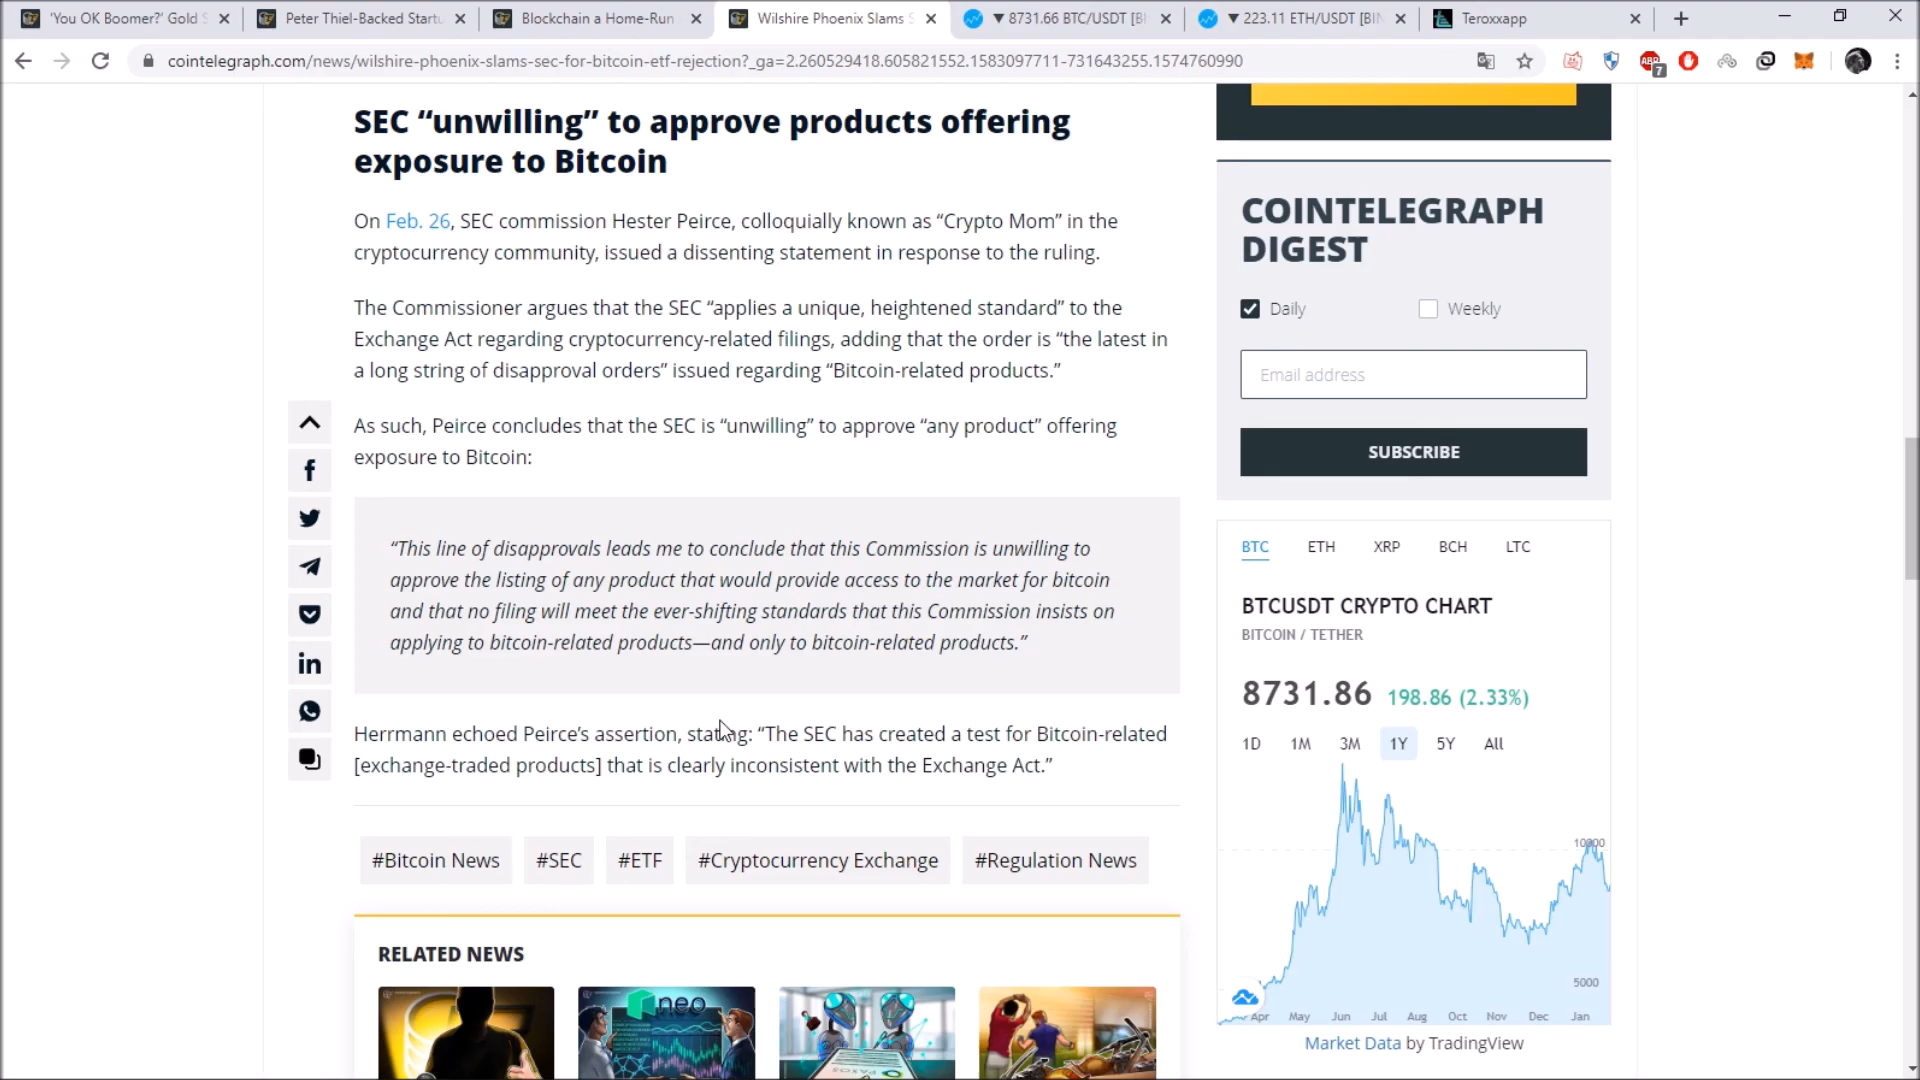 'You OK Boomer?' Gold S
Peter Thiel-Backed Startu
Blockchain a Home-Run
Wilshire Phoenix Slams S
▼ 8731.66 BTC/USDT [BI
▼ 223.11 ETH/USDT [BIN
Teroxxapp
cointelegraph.com/news/wilshire-phoenix-slams-sec-for-bitcoin-etf-rejection?_ga=2.260529418.605821552.1583097711-731643255.1574760990
ABP
7
SEC “unwilling” to approve products offering
exposure to Bitcoin
On Feb. 26, SEC commission Hester Peirce, colloquially known as “Crypto Mom” in the
cryptocurrency community, issued a dissenting statement in response to the ruling.
The Commissioner argues that the SEC “applies a unique, heightened standard” to the
Exchange Act regarding cryptocurrency-related filings, adding that the order is “the latest in
a long string of disapproval orders” issued regarding “Bitcoin-related products.”
As such, Peirce concludes that the SEC is “unwilling” to approve “any product” offering
exposure to Bitcoin:
“This line of disapprovals leads me to conclude that this Commission is unwilling to
approve the listing of any product that would provide access to the market for bitcoin
and that no filing will meet the ever-shifting standards that this Commission insists on
applying to bitcoin-related products—and only to bitcoin-related products.”
Herrmann echoed Peirce’s assertion, stating: “The SEC has created a test for Bitcoin-related
[exchange-traded products] that is clearly inconsistent with the Exchange Act.”
#Bitcoin News
#SEC
#ETF
#Cryptocurrency Exchange
#Regulation News
RELATED NEWS
neo
PAXOS
COINTELEGRAPH
DIGEST
Daily
Weekly
Email address
SUBSCRIBE
BTC
ETH
XRP
BCH
LTC
BTCUSDT CRYPTO CHART
BITCOIN / TETHER
8731.86 198.86 (2.33%)
1D
1M
3M
1Y
5Y
All
10000
5000
Apr
May
Jun
Jul
Aug
Oct
Nov
Dec
Jan
Market Data by TradingView